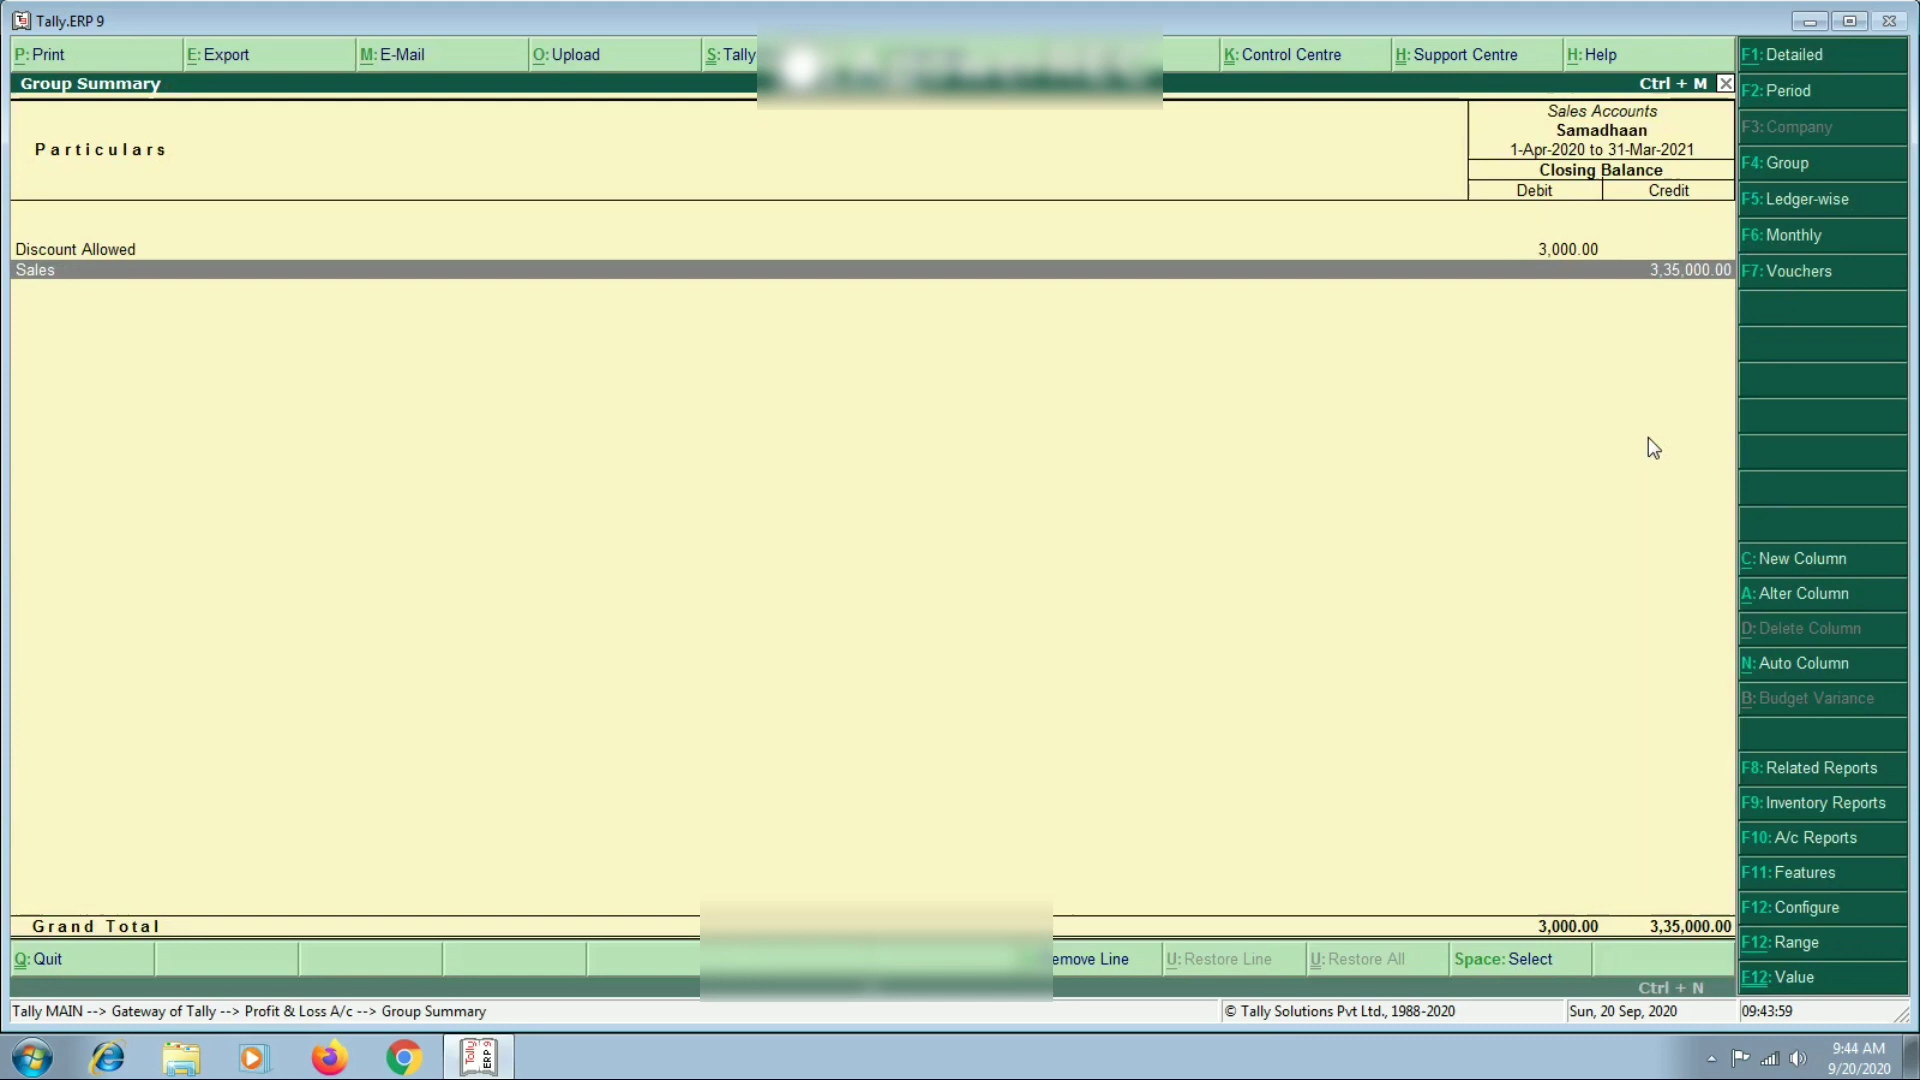 Tally.ERP 9
P: Print E: Export M: E-Mail O: Upload S: Tally K: Control Centre H: Support Centre H: Help
Group Summary Ctrl + M
Particulars
Sales Accounts
Samadhaan
1-Apr-2020 to 31-Mar-2021
Closing Balance
Debit Credit
Discount Allowed 3,000.00
Sales 3,35,000.00
Grand Total 3,000.00 3,35,000.00
Q: Quit emove Line U: Restore Line U: Restore All Space: Select
Ctrl + N
Tally MAIN --> Gateway of Tally --> Profit & Loss A/c --> Group Summary © Tally Solutions Pvt Ltd., 1988-2020 Sun, 20 Sep, 2020 09:43:59
F1: Detailed
F2: Period
F3: Company
F4: Group
F5: Ledger-wise
F6: Monthly
F7: Vouchers
C: New Column
A: Alter Column
D: Delete Column
N: Auto Column
B: Budget Variance
F8: Related Reports
F9: Inventory Reports
F10: A/c Reports
F11: Features
F12: Configure
F12: Range
F12: Value
Tally ERP 9
9:44 AM
9/20/2020